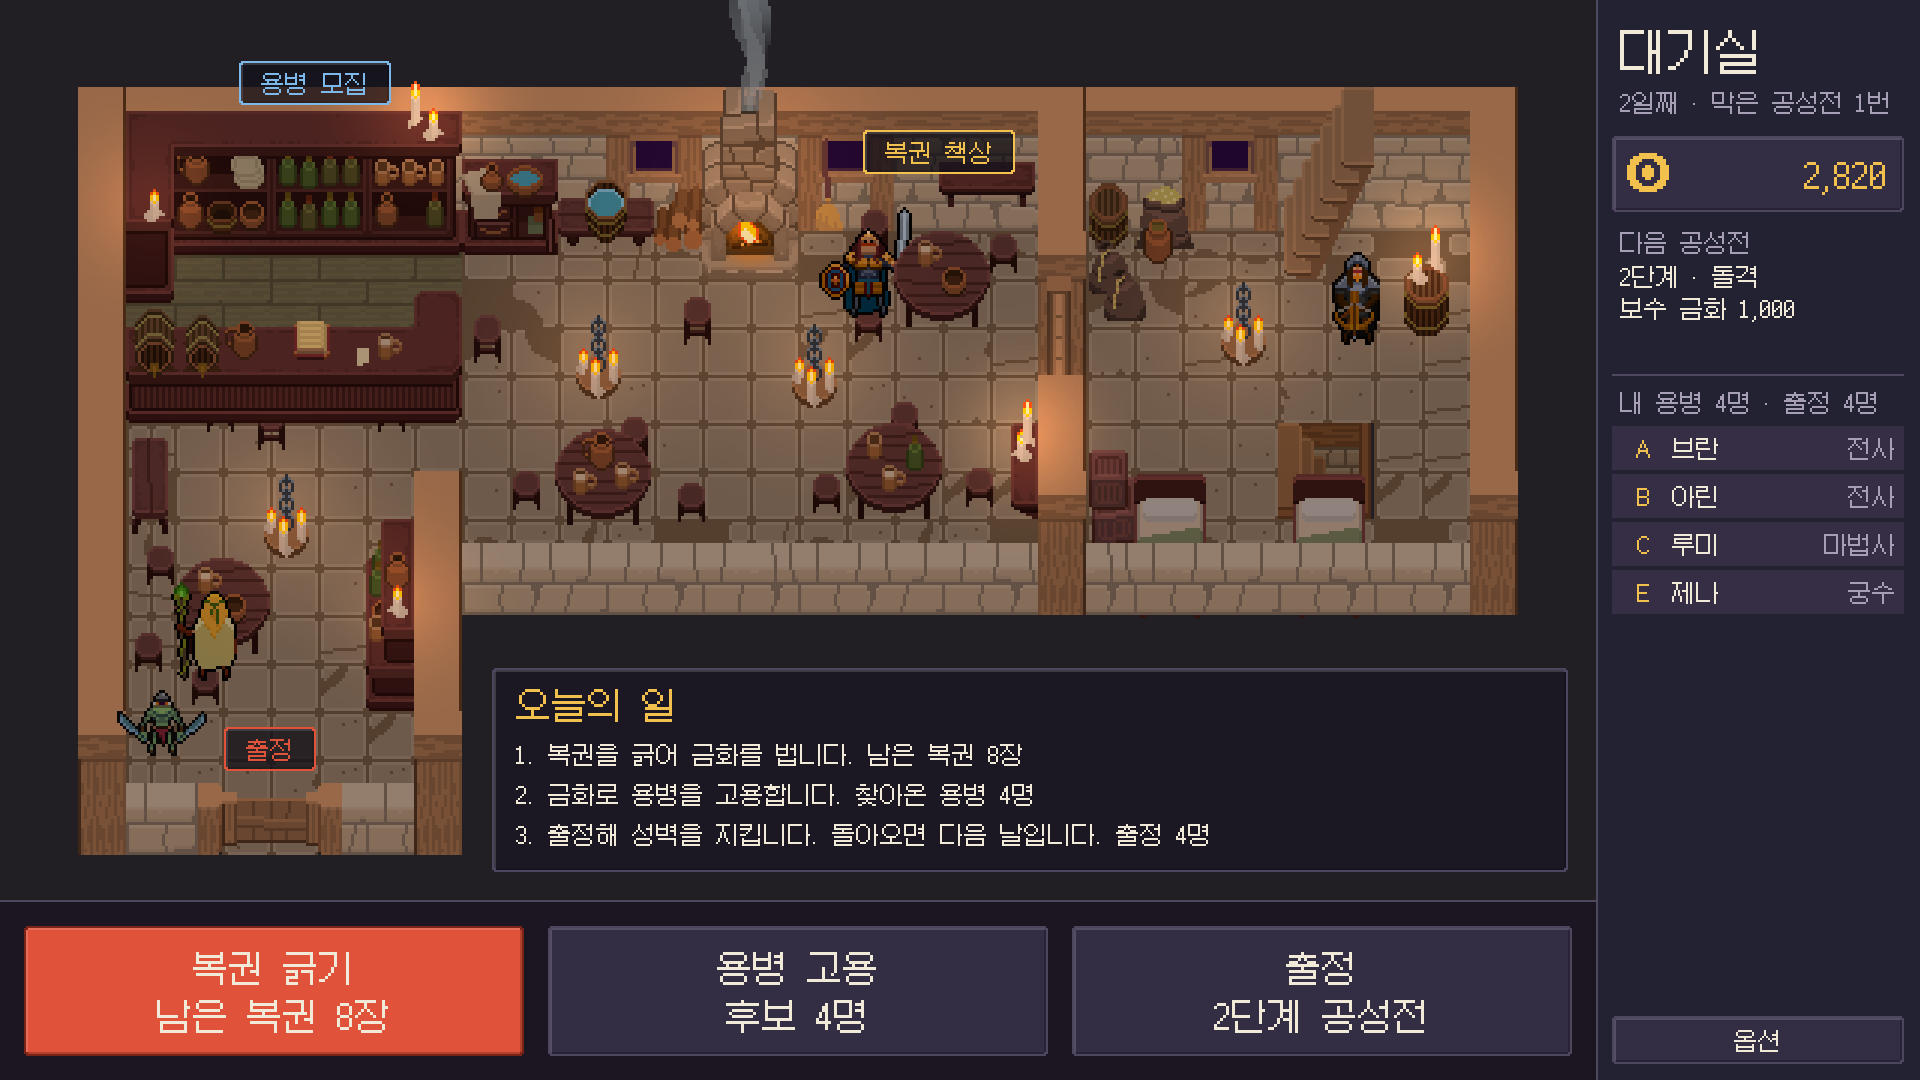 용병 모집
복권 책상
출정
오늘의 일
1. 복권을 긁어 금화를 법니다. 남은 복권 8장
2. 금화로 용병을 고용합니다. 찾아온 용병 4명
3. 출정해 성벽을 지킵니다. 돌아오면 다음 날입니다. 출정 4명
복권 긁기
남은 복권 8장
용병 고용
후보 4명
출정
2단계 공성전
대기실
2일째 · 막은 공성전 1번
2,820
다음 공성전
2단계 · 돌격
보수 금화 1,000
내 용병 4명 · 출정 4명
A 브란 전사
B 아린 전사
C 루미 마법사
E 제나 궁수
옵션